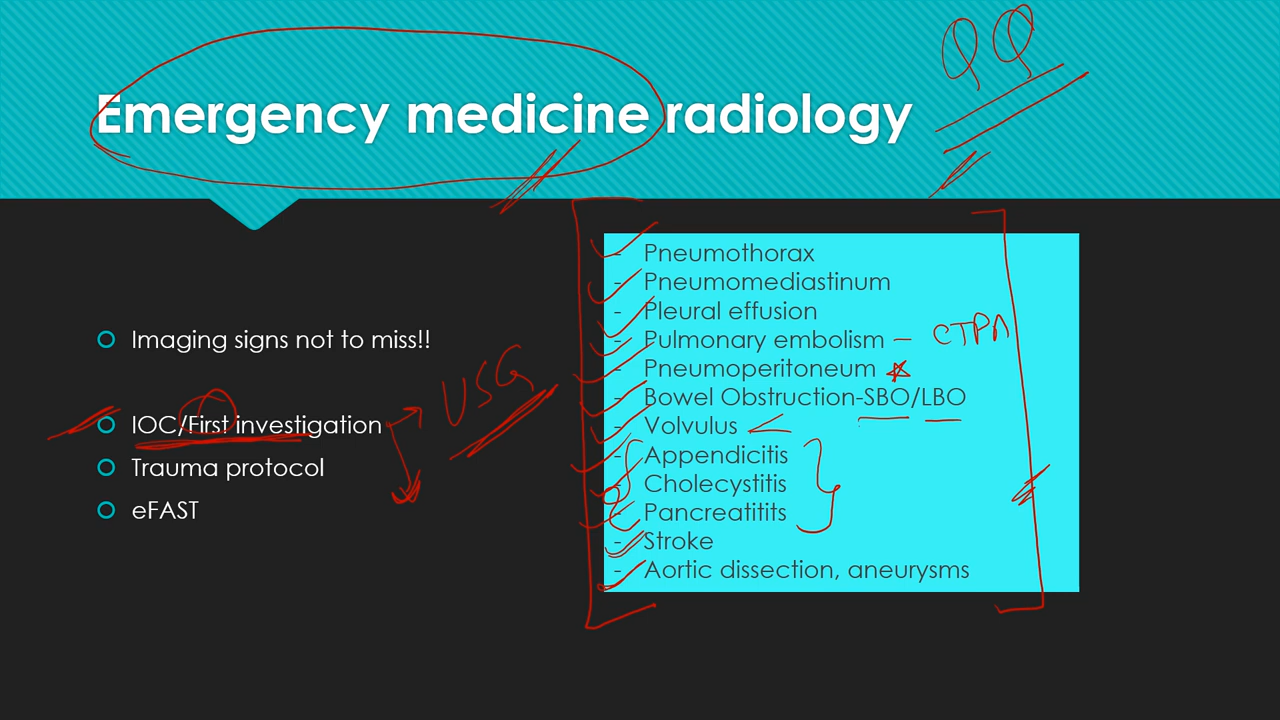 Emergency medicine radiology
Imaging signs not to miss!!
IOC/First investigation
Trauma protocol
eFAST
USG
- Pneumothorax
- Pneumomediastinum
- Pleural effusion
- Pulmonary embolism – CTPA
- Pneumoperitoneum
- Bowel Obstruction-SBO/LBO
- Volvulus
- Appendicitis
- Cholecystitis
- Pancreatitits
- Stroke
- Aortic dissection, aneurysms